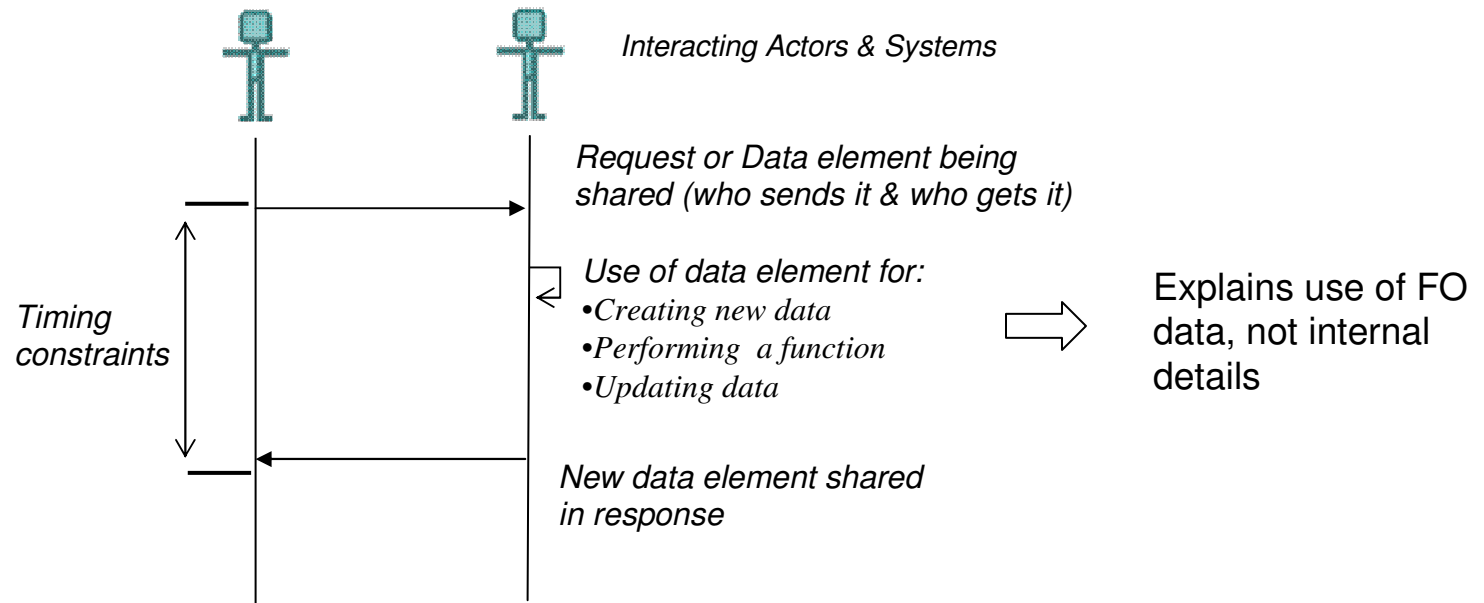 Interacting Actors & Systems
Request or Data element being
shared (who sends it & who gets it)
Use of data element for:
•Creating new data
•Performing a function
•Updating data
Timing
constraints
Explains use of FO
data, not internal
details
New data element shared
in response